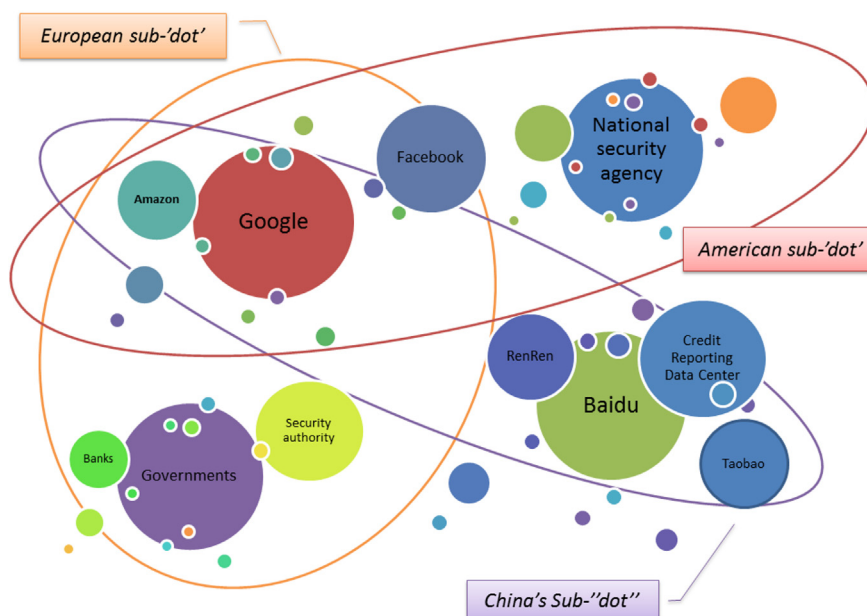 European sub-'dot'
Facebook
National
security
agency
Amazon
Google
American sub-'dot'
RenRen
Credit
Reporting
Data Center
Baidu
Security
authority
Banks
Governments
Taobao
China's Sub-''dot''